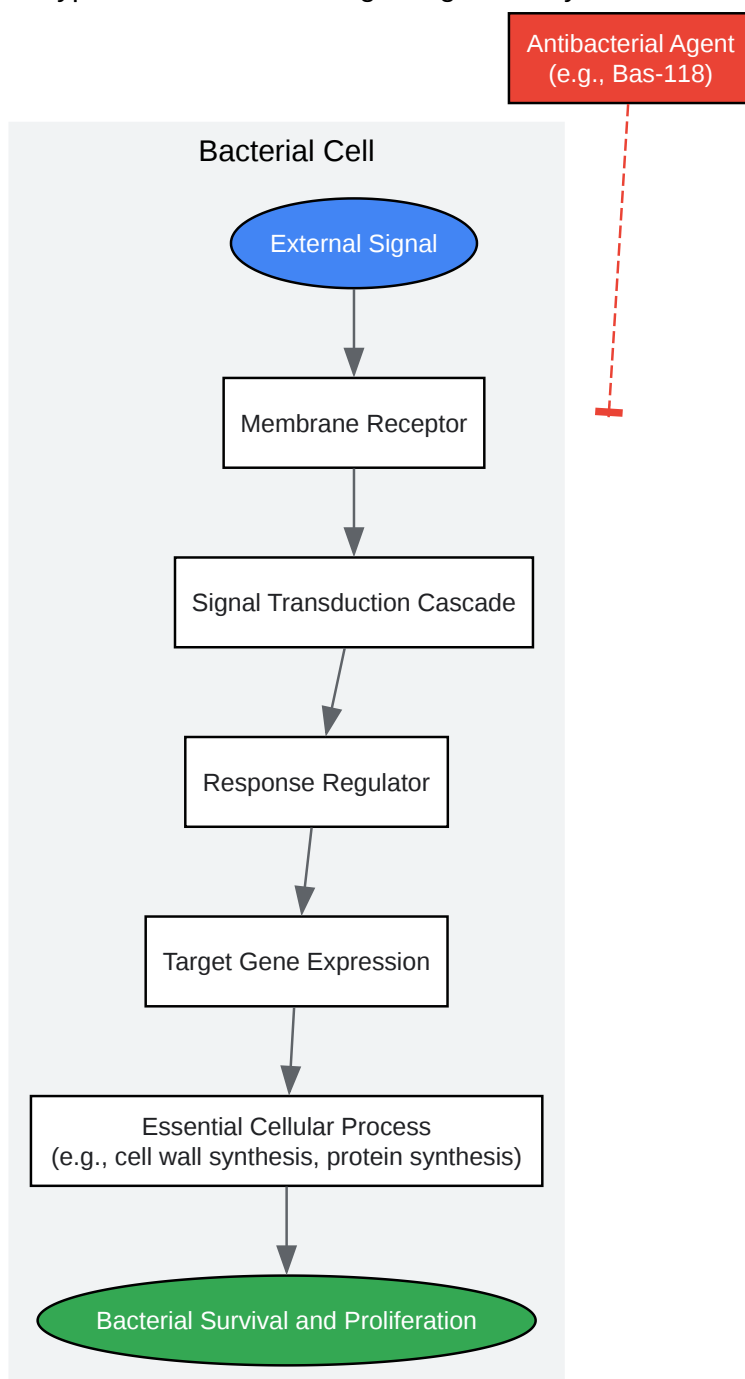 Antibacterial Agent
(e.g., Bas-118)
Bacterial Cell
External Signal
Membrane Receptor
Signal Transduction Cascade
Response Regulator
Target Gene Expression
Essential Cellular Process
(e.g., cell wall synthesis, protein synthesis)
Bacterial Survival and Proliferation